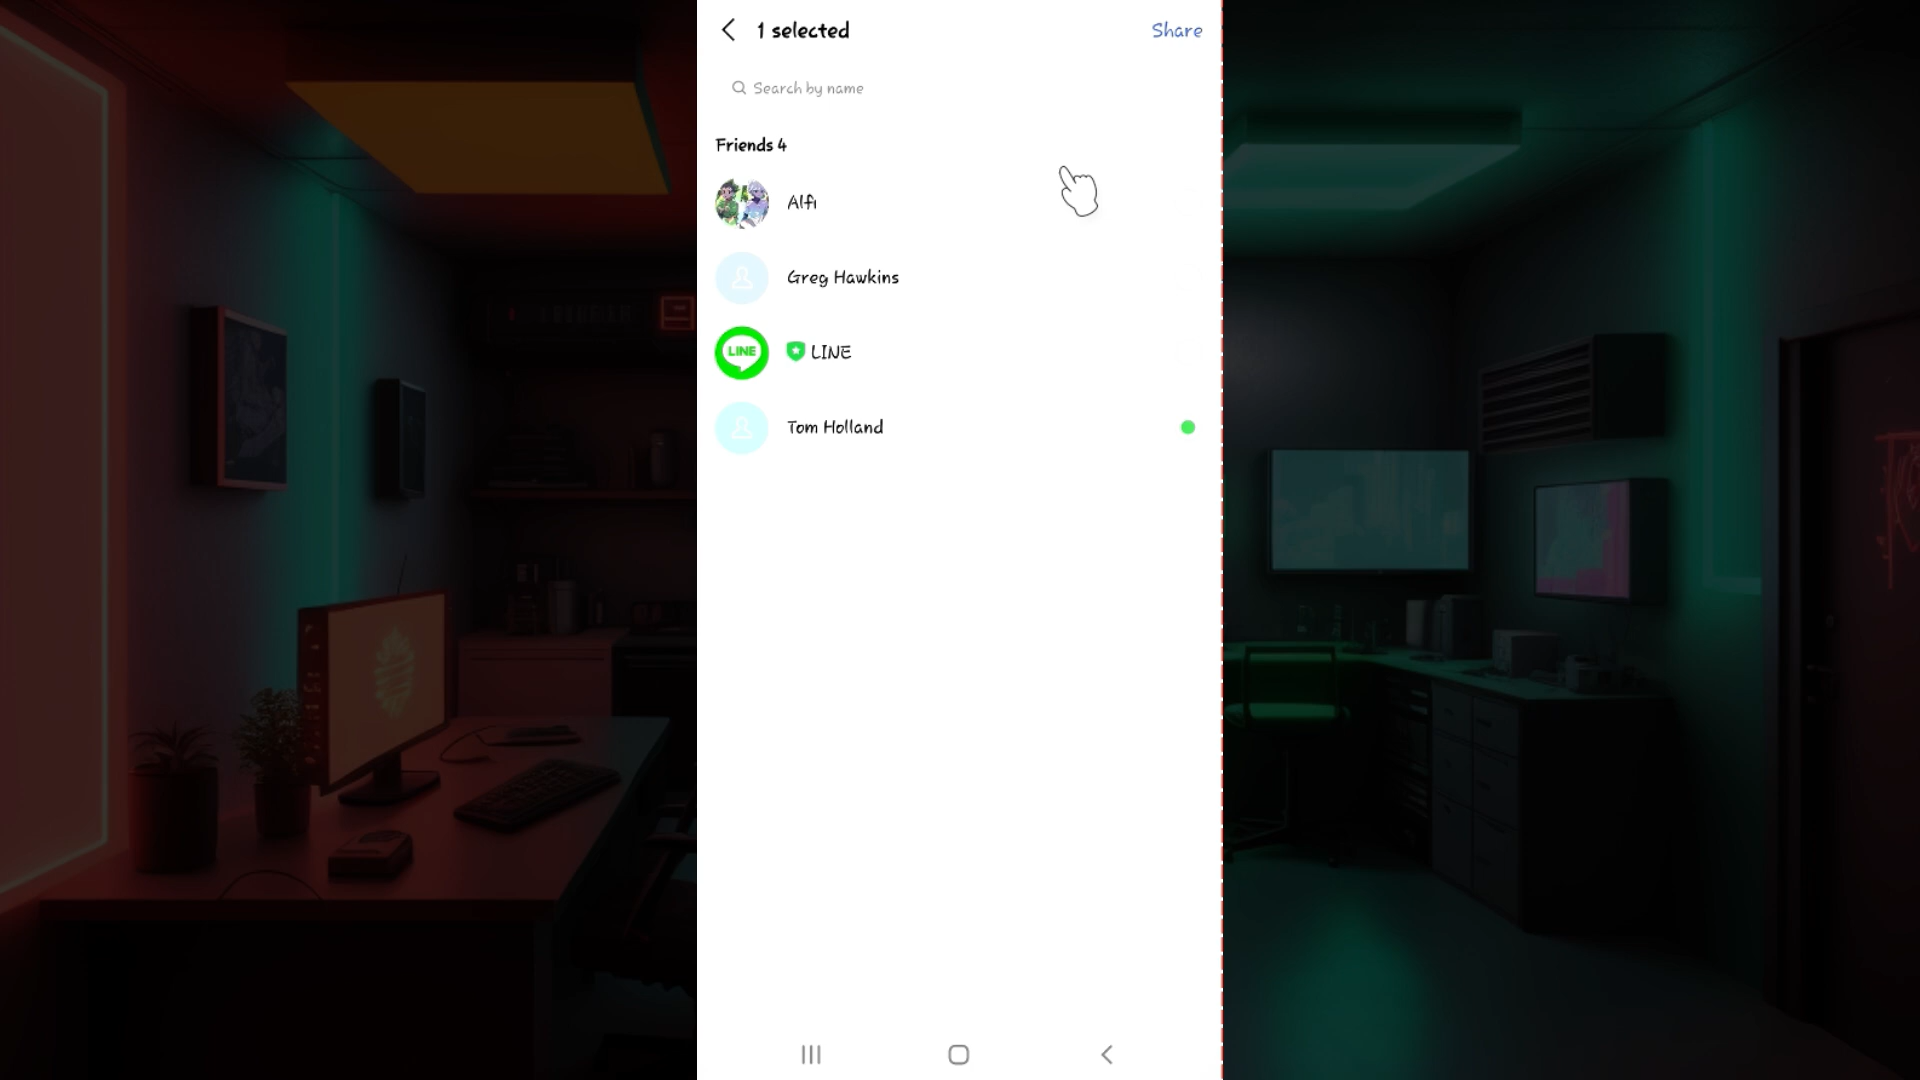 1 selected
Share
Search by name
Friends 4
Alfi
Greg Hawkins
LINE
LINE
Tom Holland